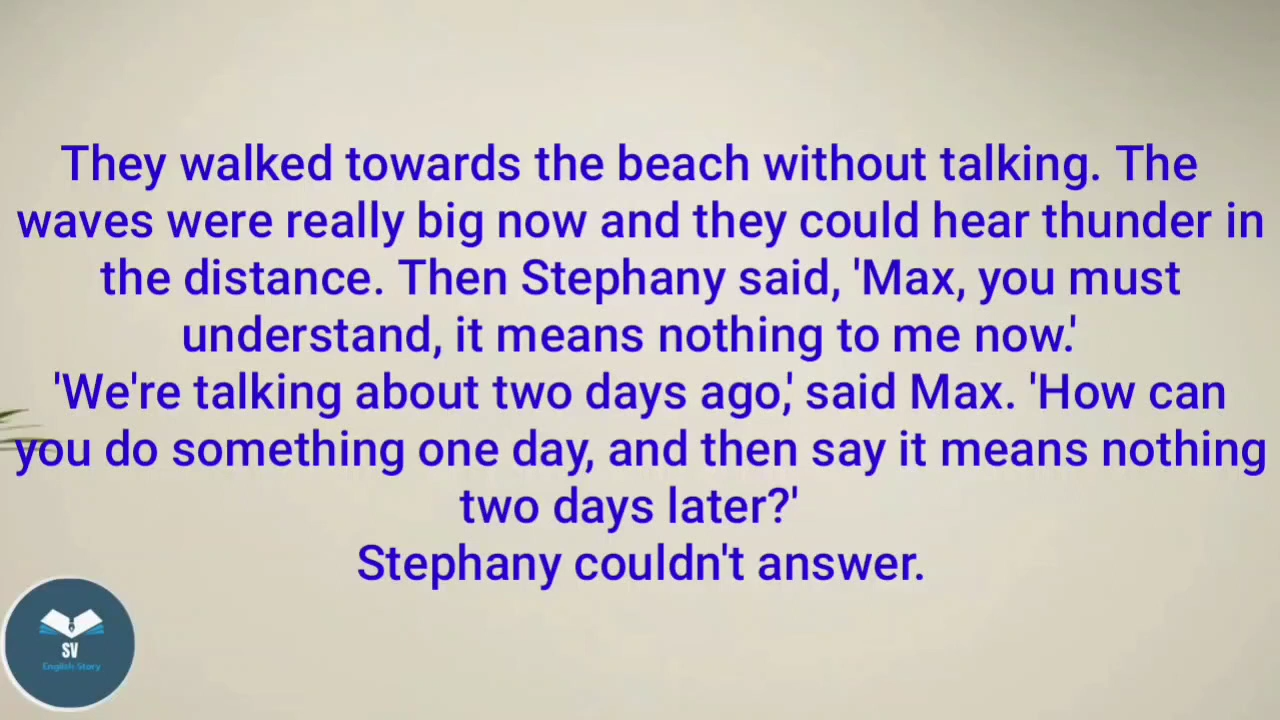 They walked towards the beach without talking. The
waves were really big now and they could hear thunder in
the distance. Then Stephany said, 'Max, you must
understand, it means nothing to me now.'
'We're talking about two days ago,' said Max. 'How can
you do something one day, and then say it means nothing
two days later?'
Stephany couldn't answer.
SV
English Story